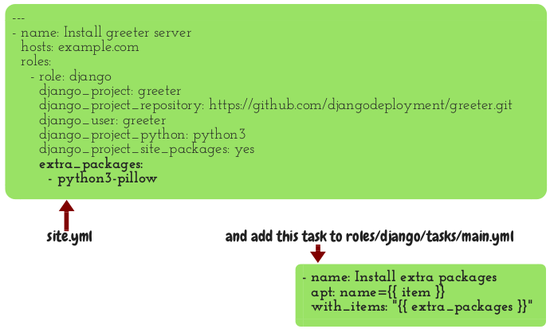 ---
- name: Install greeter server
hosts: example.com
roles:
- role: django
django_project: greeter
django_project_repository: https://github.com/djangodeployment/greeter.git
django_user: greeter
django_project_python: python3
django_project_site_packages: yes
extra_packages:
- python3-pillow
site.yml
and add this task to roles/django/tasks/main.yml
- name: Install extra packages
apt: name={{ item }}
with_items: "{{ extra_packages }}"